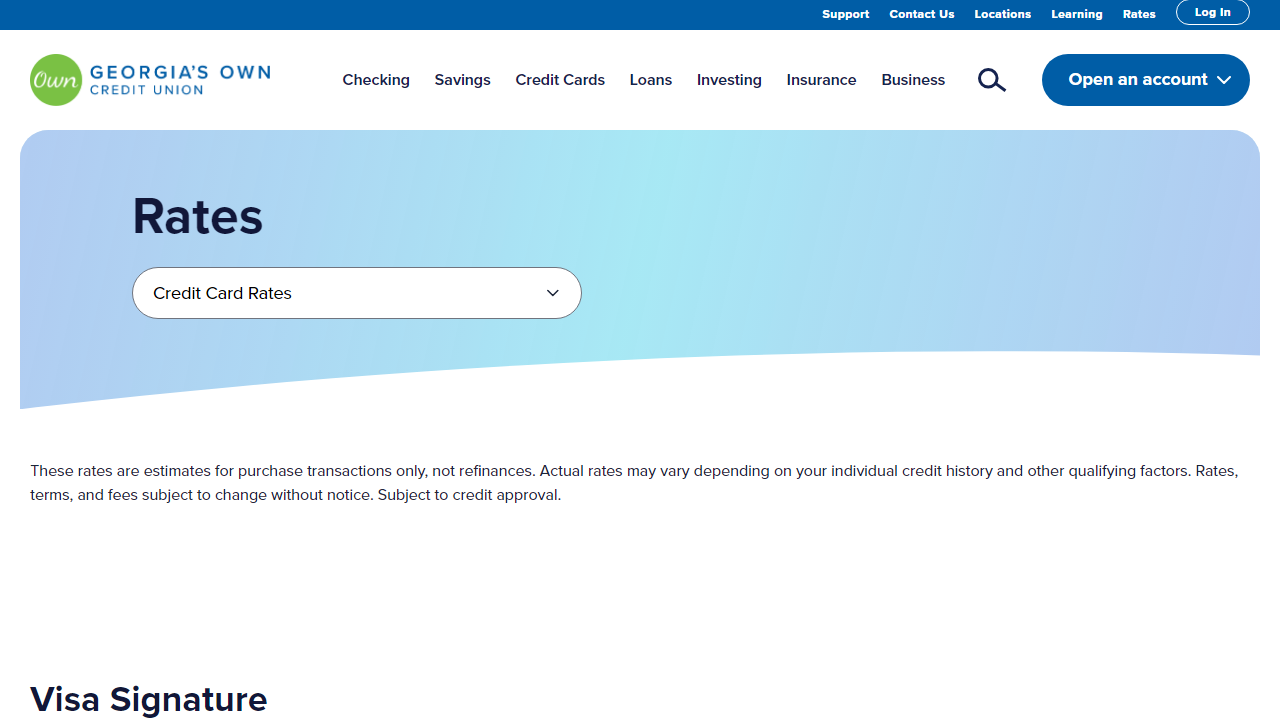 Support Contact Us Locations Learning Rates Log In
Own GEORGIA'S OWN
CREDIT UNION
Checking Savings Credit Cards Loans Investing Insurance Business Open an account
Rates
Credit Card Rates
These rates are estimates for purchase transactions only, not refinances. Actual rates may vary depending on your individual credit history and other qualifying factors. Rates,
terms, and fees subject to change without notice. Subject to credit approval.
Visa Signature